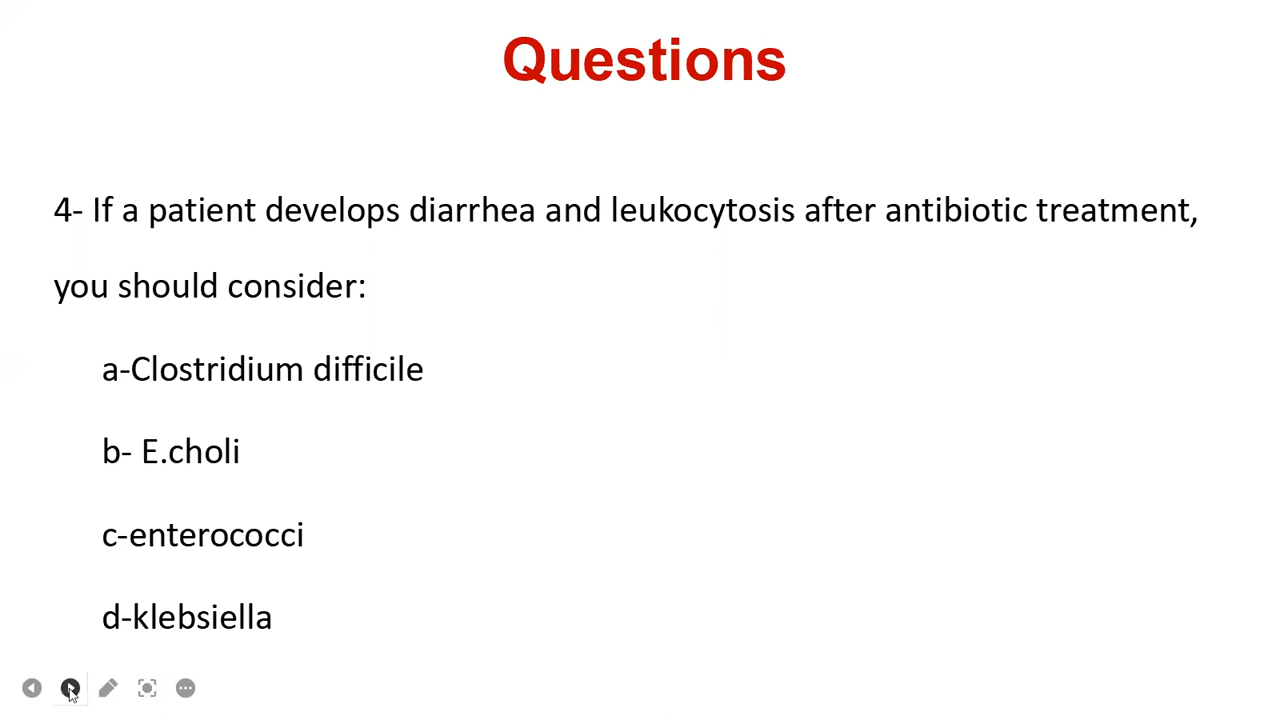 Questions
4- If a patient develops diarrhea and leukocytosis after antibiotic treatment,
you should consider:
a-Clostridium difficile
b- E.choli
c-enterococci
d-klebsiella